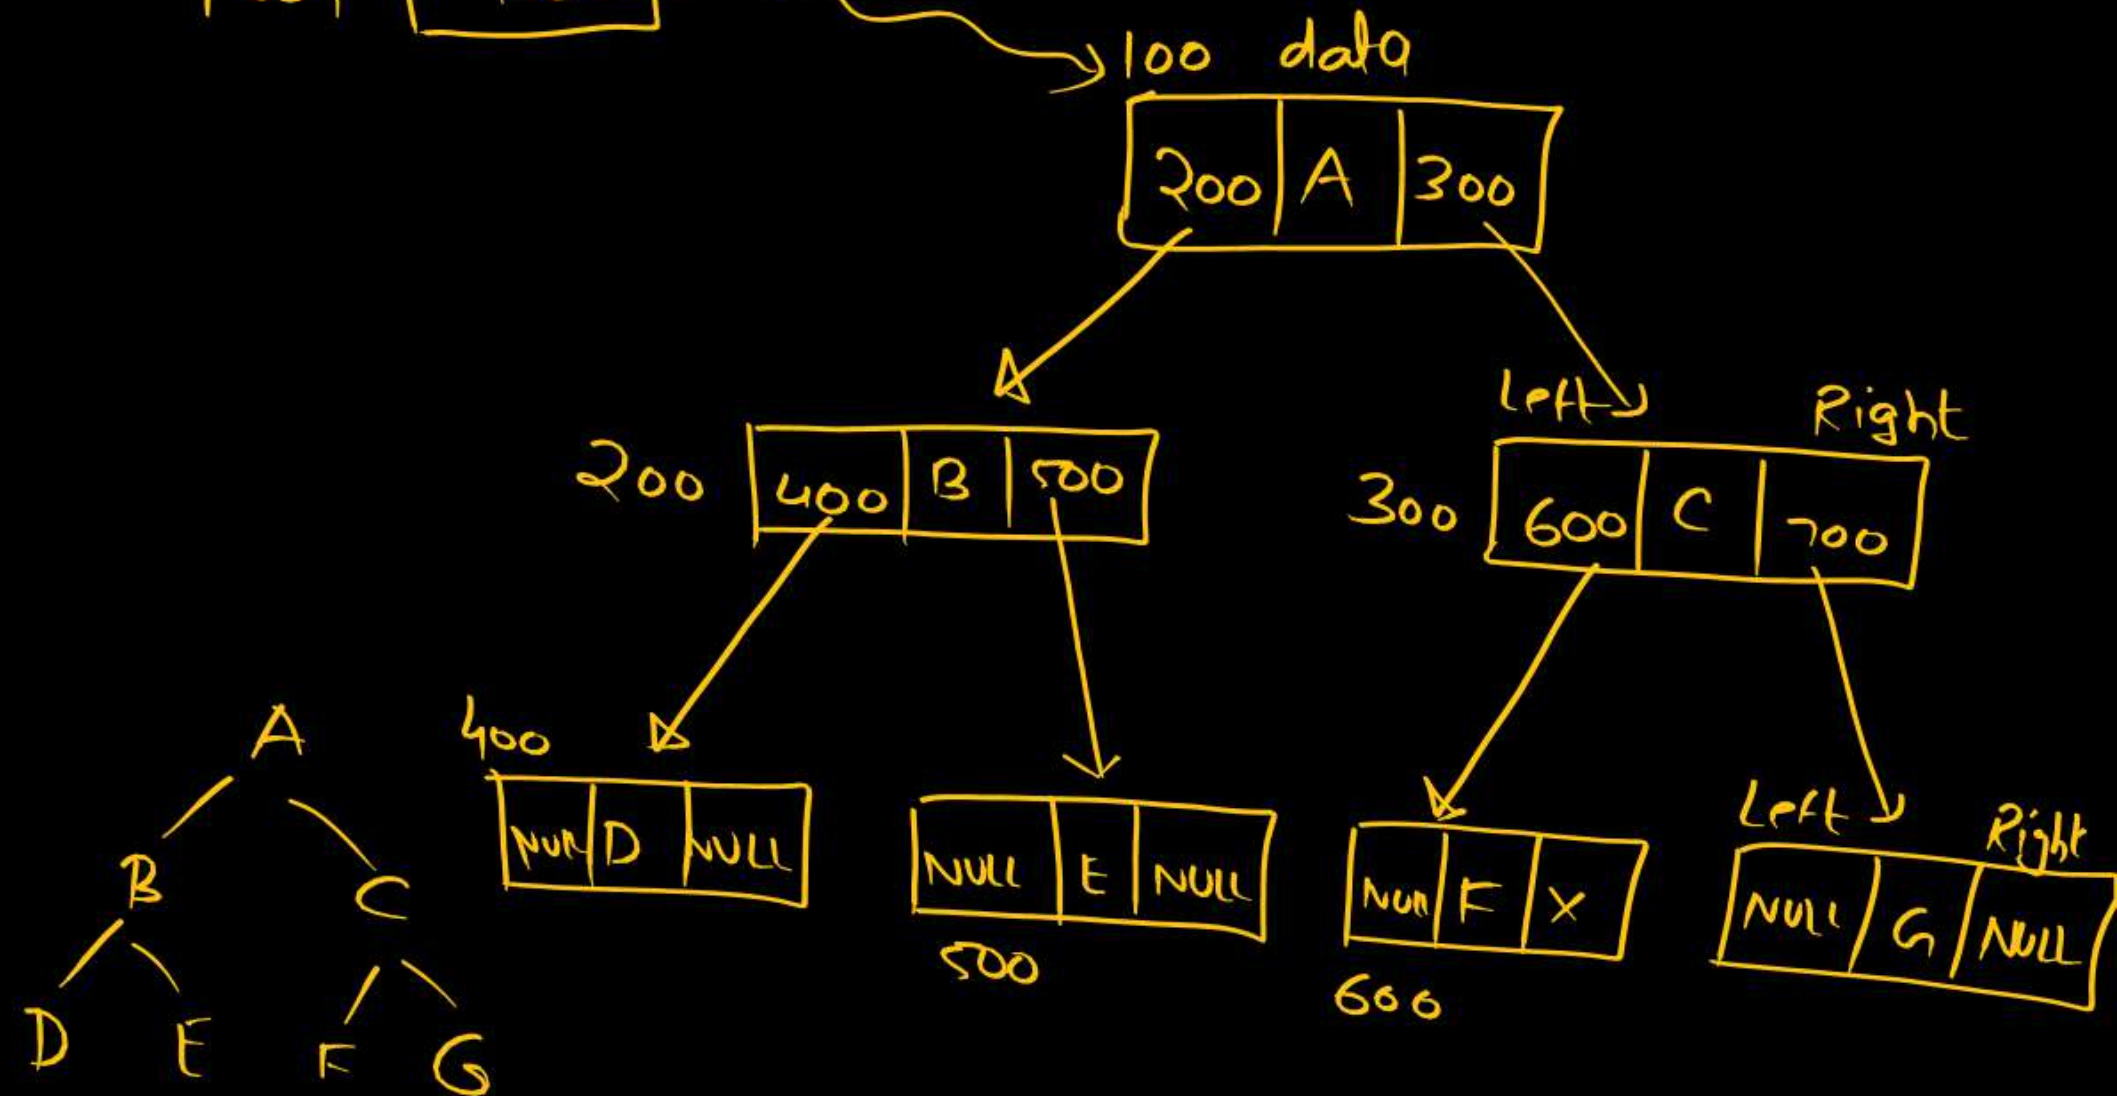 100 data
200 A 300
Left Right
200 400 B 500
300 600 C 700
A
400
B C
NULL D NULL
NULL E NULL
Left Right
NULL F X
NULL G NULL
500
600
D E F G